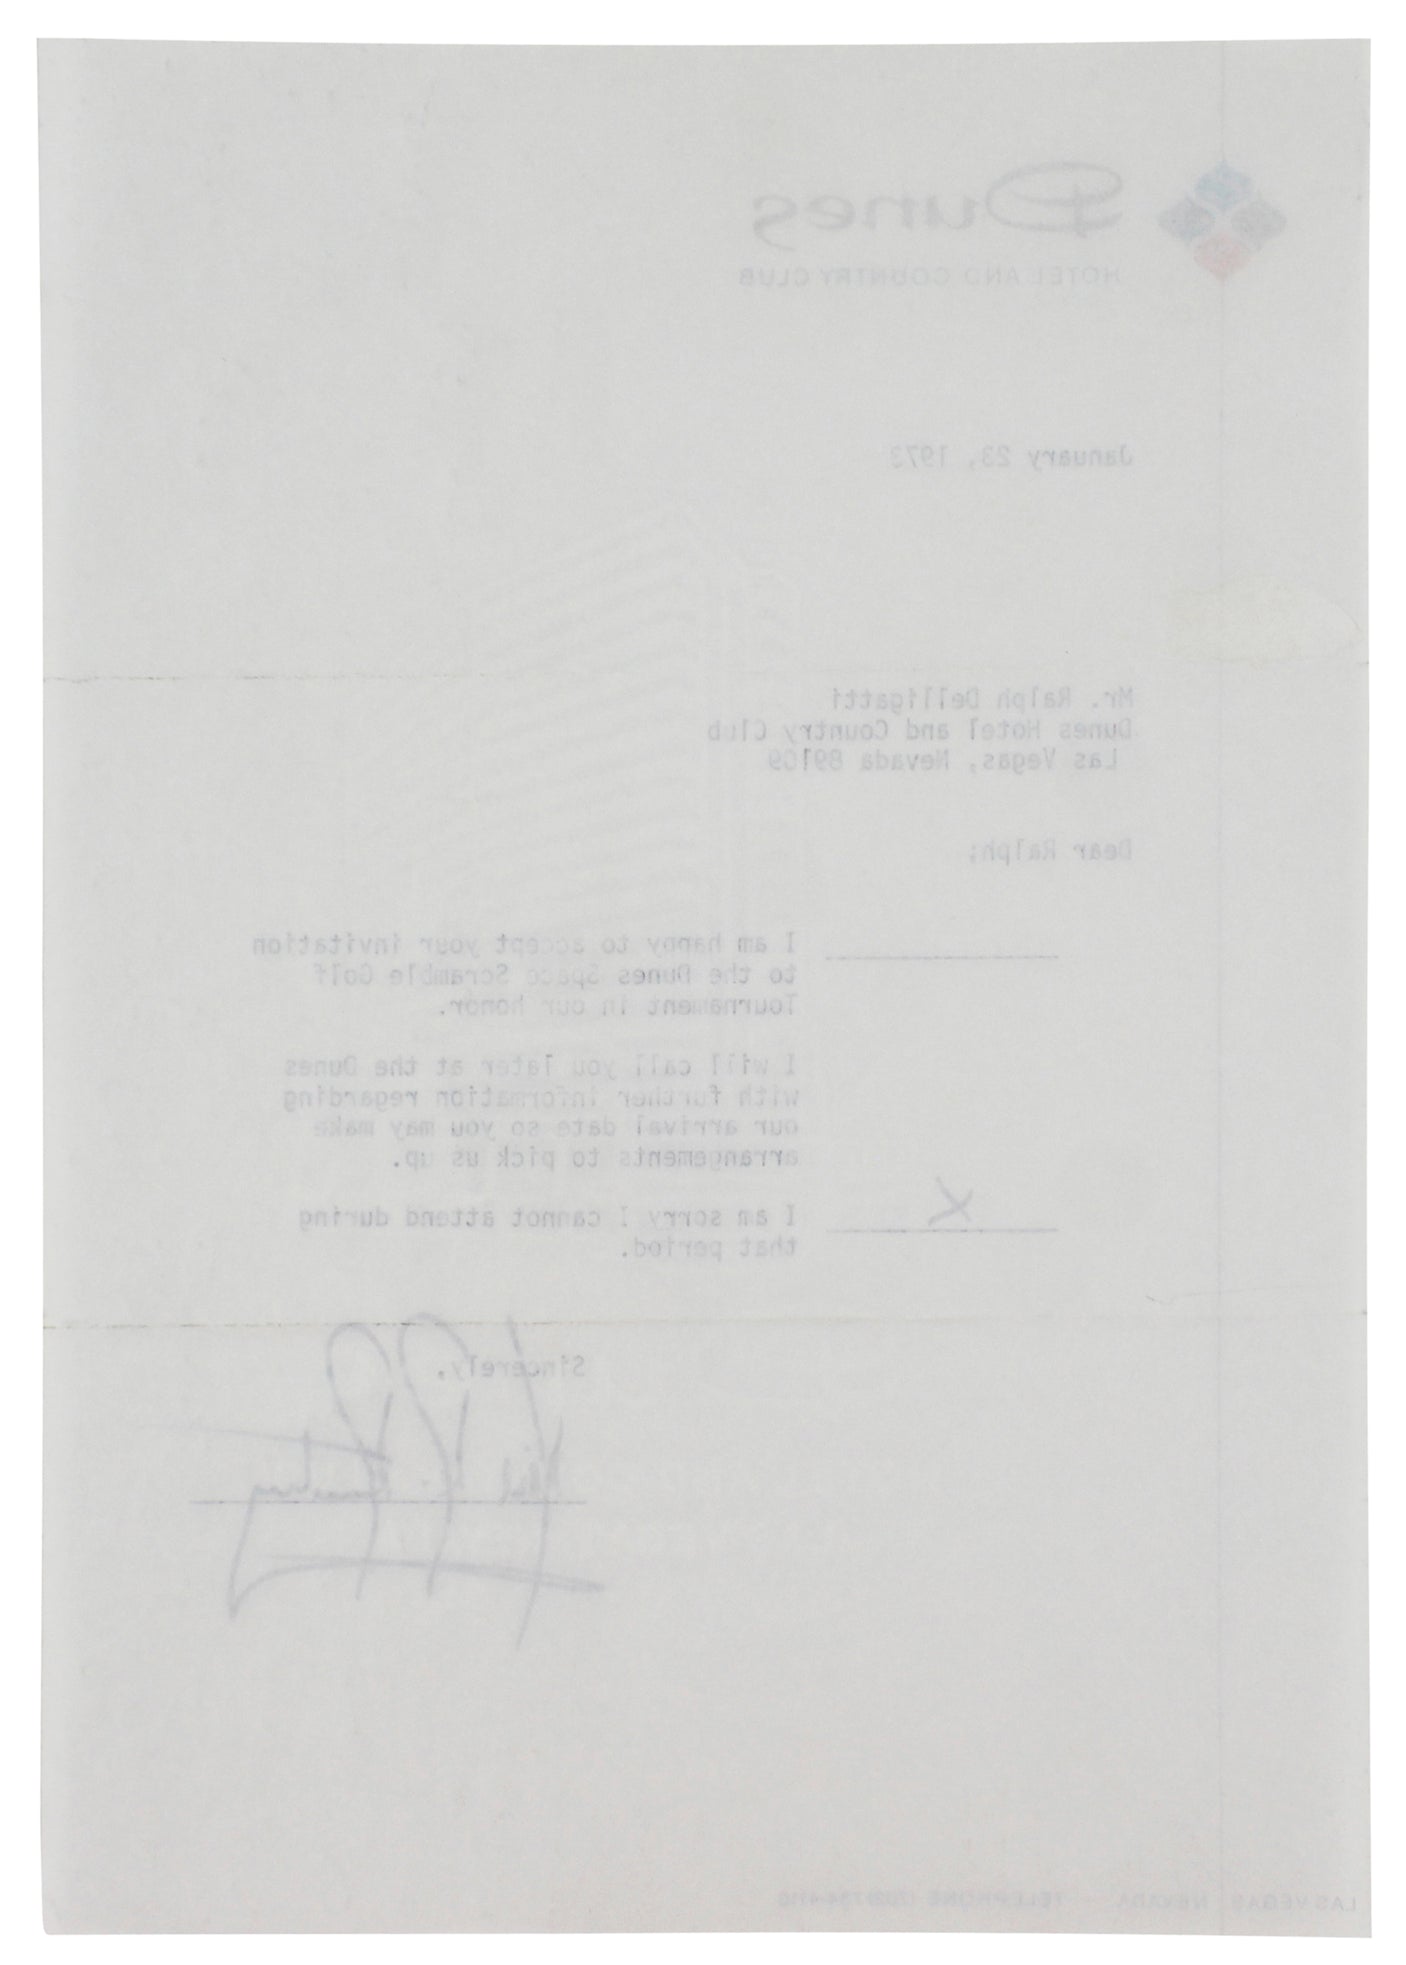 Dunes
HOTEL AND COUNTRY CLUB
January 23, 1973
Mr. Ralph Delligatti
Dunes Hotel and Country Club
Las Vegas, Nevada 89109
Dear Ralph;
I am happy to accept your invitation
to the Dunes Space Scramble Golf
Tournament in our honor.
I will call you later at the Dunes
with further information regarding
our arrival date so you may make
arrangements to pick us up.
X I am sorry I cannot attend during
that period.
Sincerely,
Neil A. Armstrong
LAS VEGAS NEVADA TELEPHONE (702)